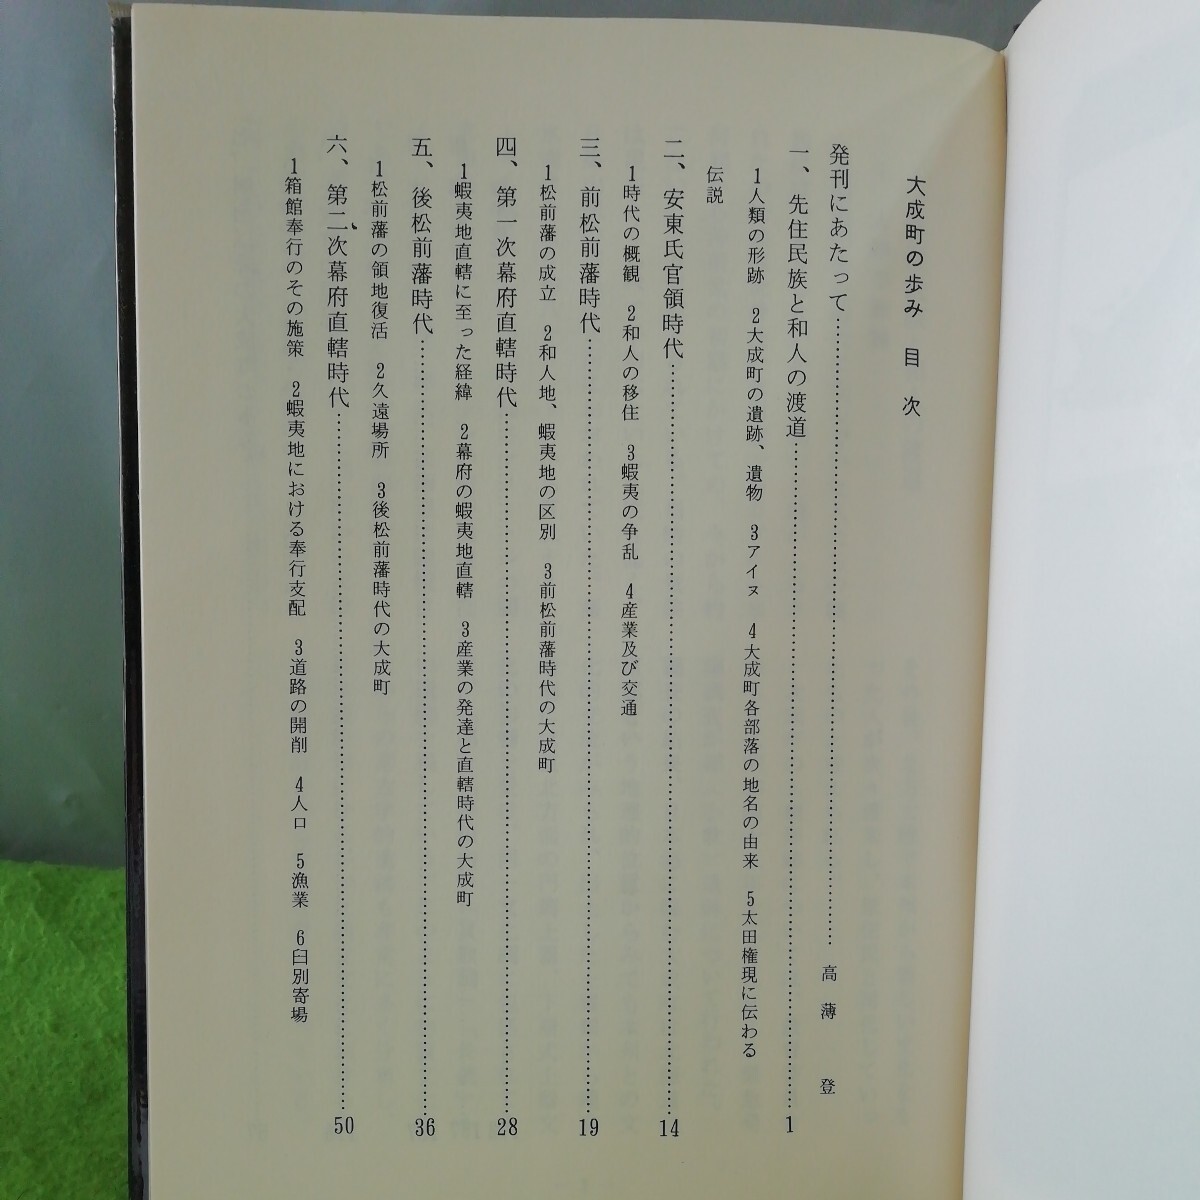 大成町の歩み　目　次
発刊にあたって……………………………………高　薄　　登
一、先住民族と和人の渡道……………………………………1
1人類の形跡　2大成町の遺跡、遺物　3アイヌ　4大成町各部落の地名の由来　5太田権現に伝わる
伝説
二、安東氏官領時代……………………………………14
1時代の概観　2和人の移住　3蝦夷の争乱　4産業及び交通
三、前松前藩時代……………………………………19
1松前藩の成立　2和人地、蝦夷地の区別　3前松前藩時代の大成町
四、第一次幕府直轄時代……………………………………28
1蝦夷地直轄に至った経緯　2幕府の蝦夷地直轄　3産業の発達と直轄時代の大成町
五、後松前藩時代……………………………………36
1松前藩の領地復活　2久遠場所　3後松前藩時代の大成町
六、第二次幕府直轄時代……………………………………50
1箱館奉行のその施策　2蝦夷地における奉行支配　3道路の開削　4人口　5漁業　6臼別寄場